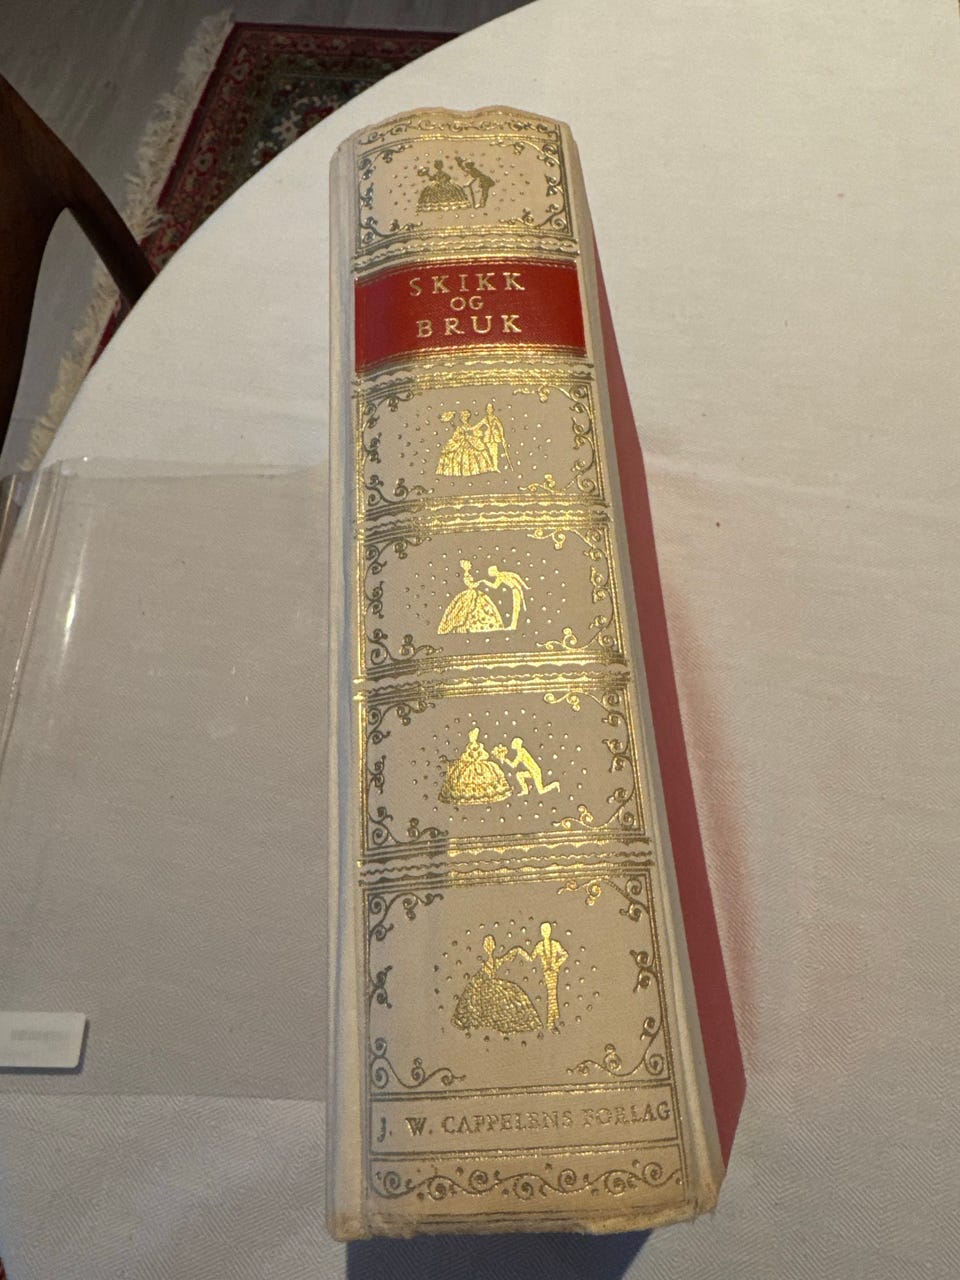 SKIKK
OG
BRUK
J. W. CAPPELENS FORLAG